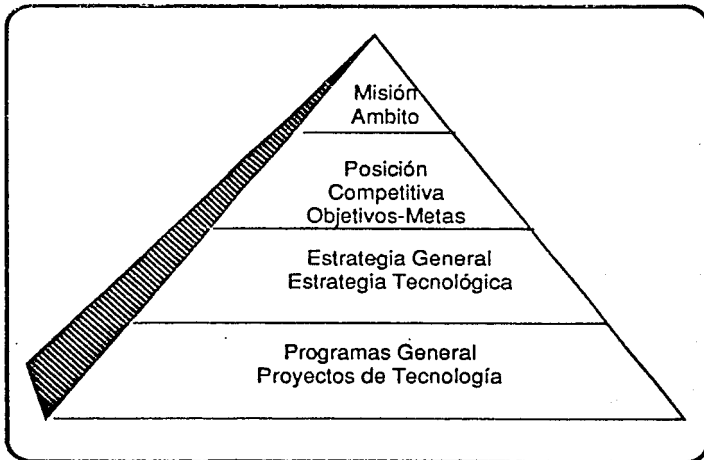 Misión
Ambito
Posición
Competitiva
Objetivos-Metas
Estrategia General
Estrategia Tecnológica
Programas General
Proyectos de Tecnología